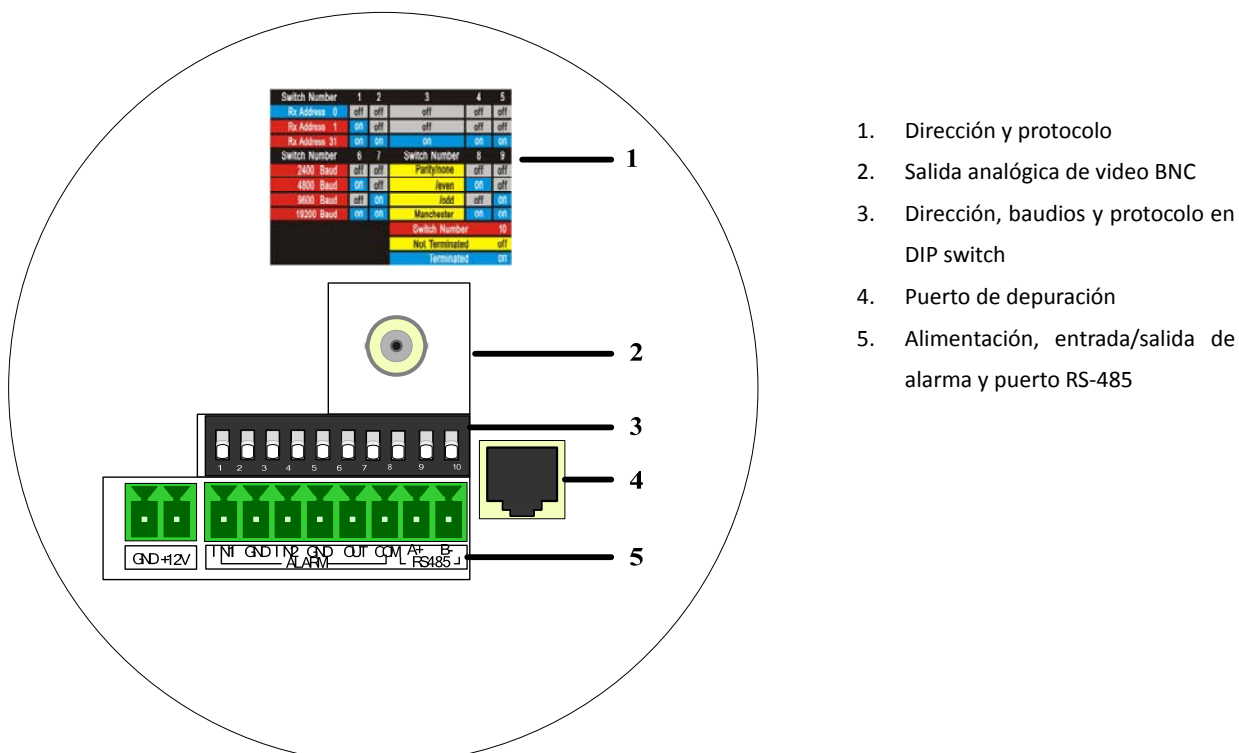 Switch Number 1 2 3 4 5
Rx Address 0 off off off off off
Rx Address 1 on off off off off
Rx Address 31 on on on on on
Switch Number 6 7 Switch Number 8 9
2400 Baud off off Parity/none off off
4800 Baud on off /even on off
9600 Baud off on /odd off on
19200 Baud on on Manchester on on
Switch Number 10
Not Terminated off
Terminated on
1
2
3
1 2 3 4 5 6 7 8 9 10
4
GND +12V
IN1 GND IN2 GND OUT COM A+ B-
ALARM RS485
5
1. Dirección y protocolo
2. Salida analógica de video BNC
3. Dirección, baudios y protocolo en
DIP switch
4. Puerto de depuración
5. Alimentación, entrada/salida de
alarma y puerto RS-485